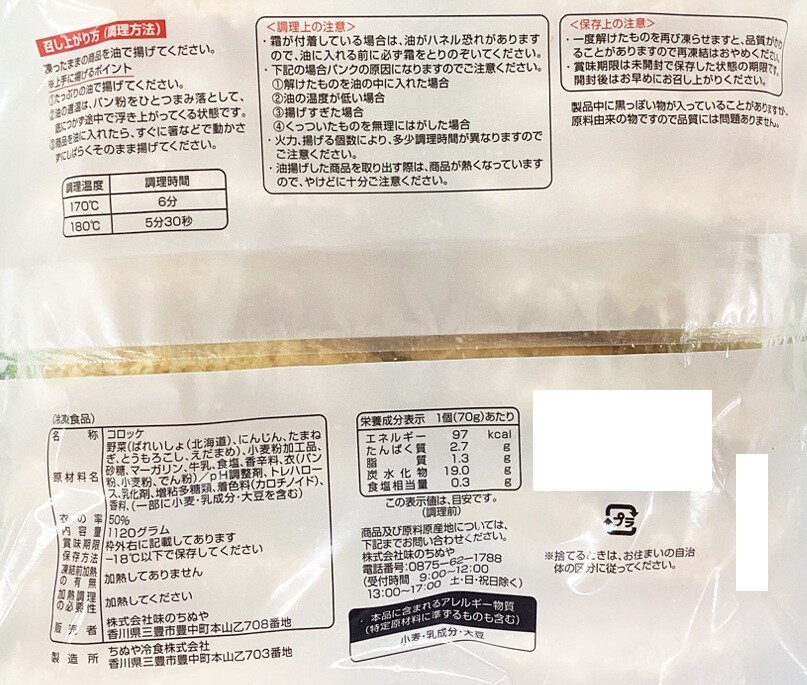 召し上がり方(調理方法)
凍ったままの商品を油で揚げてください。
※上手に揚げるポイント
①たっぷりの油で揚げてください。
②油の適温は、パン粉をひとつまみ落として、
底につかず途中で浮き上がってくる状態です。
③商品を油に入れたら、すぐに箸などで動かさ
ずにしばらくそのまま揚げてください。
調理温度 調理時間
170℃ 6分
180℃ 5分30秒
<調理上の注意>
・霜が付着している場合は、油がハネル恐れがあります
ので、油に入れる前に必ず霜をとりのぞいてください。
・下記の場合パンクの原因になりますのでご注意ください。
①解けたものを油の中に入れた場合
②油の温度が低い場合
③揚げすぎた場合
④くっついたものを無理にはがした場合
・火力、揚げる個数により、多少調理時間が異なりますので
ご注意ください。
・油揚げした商品を取り出す際は、商品が熱くなっています
ので、やけどに十分ご注意ください。
<保存上の注意>
・一度解けたものを再び凍らせますと、品質がかわ
ることがありますので再凍結はおやめください。
・賞味期限は未開封で保存した状態の期限です。
開封後はお早めにお召し上がりください。
製品中に黒っぽい物が入っていることがありますが、
原料由来の物ですので品質には問題ありません。
(冷凍食品)
名称 コロッケ
原材料名 野菜(ばれいしょ(北海道)、にんじん、たまね
ぎ、とうもろこし、えだまめ)、小麦粉加工品、
砂糖、マーガリン、牛乳、食塩、香辛料、衣(パン
粉、小麦粉、でん粉)/pH調整剤、トレハロー
ス、乳化剤、増粘多糖類、着色料(カロチノイド)、
香料、(一部に小麦・乳成分・大豆を含む)
衣の率 50%
内容量 1120グラム
賞味期限 枠外右に記載してあります
保存方法 -18℃以下で保存してください
凍結前加熱
の有無 加熱してありません
加熱調理
の必要性 加熱してください
販売者 株式会社味のちぬや
香川県三豊市豊中町本山乙708番地
製造所 ちぬや冷食株式会社
香川県三豊市豊中町本山乙703番地
栄養成分表示 1個(70g)あたり
エネルギー 97 kcal
たんぱく質 2.7 g
脂質 1.3 g
炭水化物 19.0 g
食塩相当量 0.3 g
この表示値は、目安です。
(調理前)
商品及び原料原産地については、
下記までお問い合わせください。
株式会社味のちぬや
電話番号:0875-62-1788
(受付時間 9:00~12:00
13:00~17:00 土・日・祝日除く)
本品に含まれるアレルギー物質
(特定原材料に準ずるものも含む)
小麦・乳成分・大豆
プラ
※捨てるときは、お住まいの自治
体の区分に従ってください。